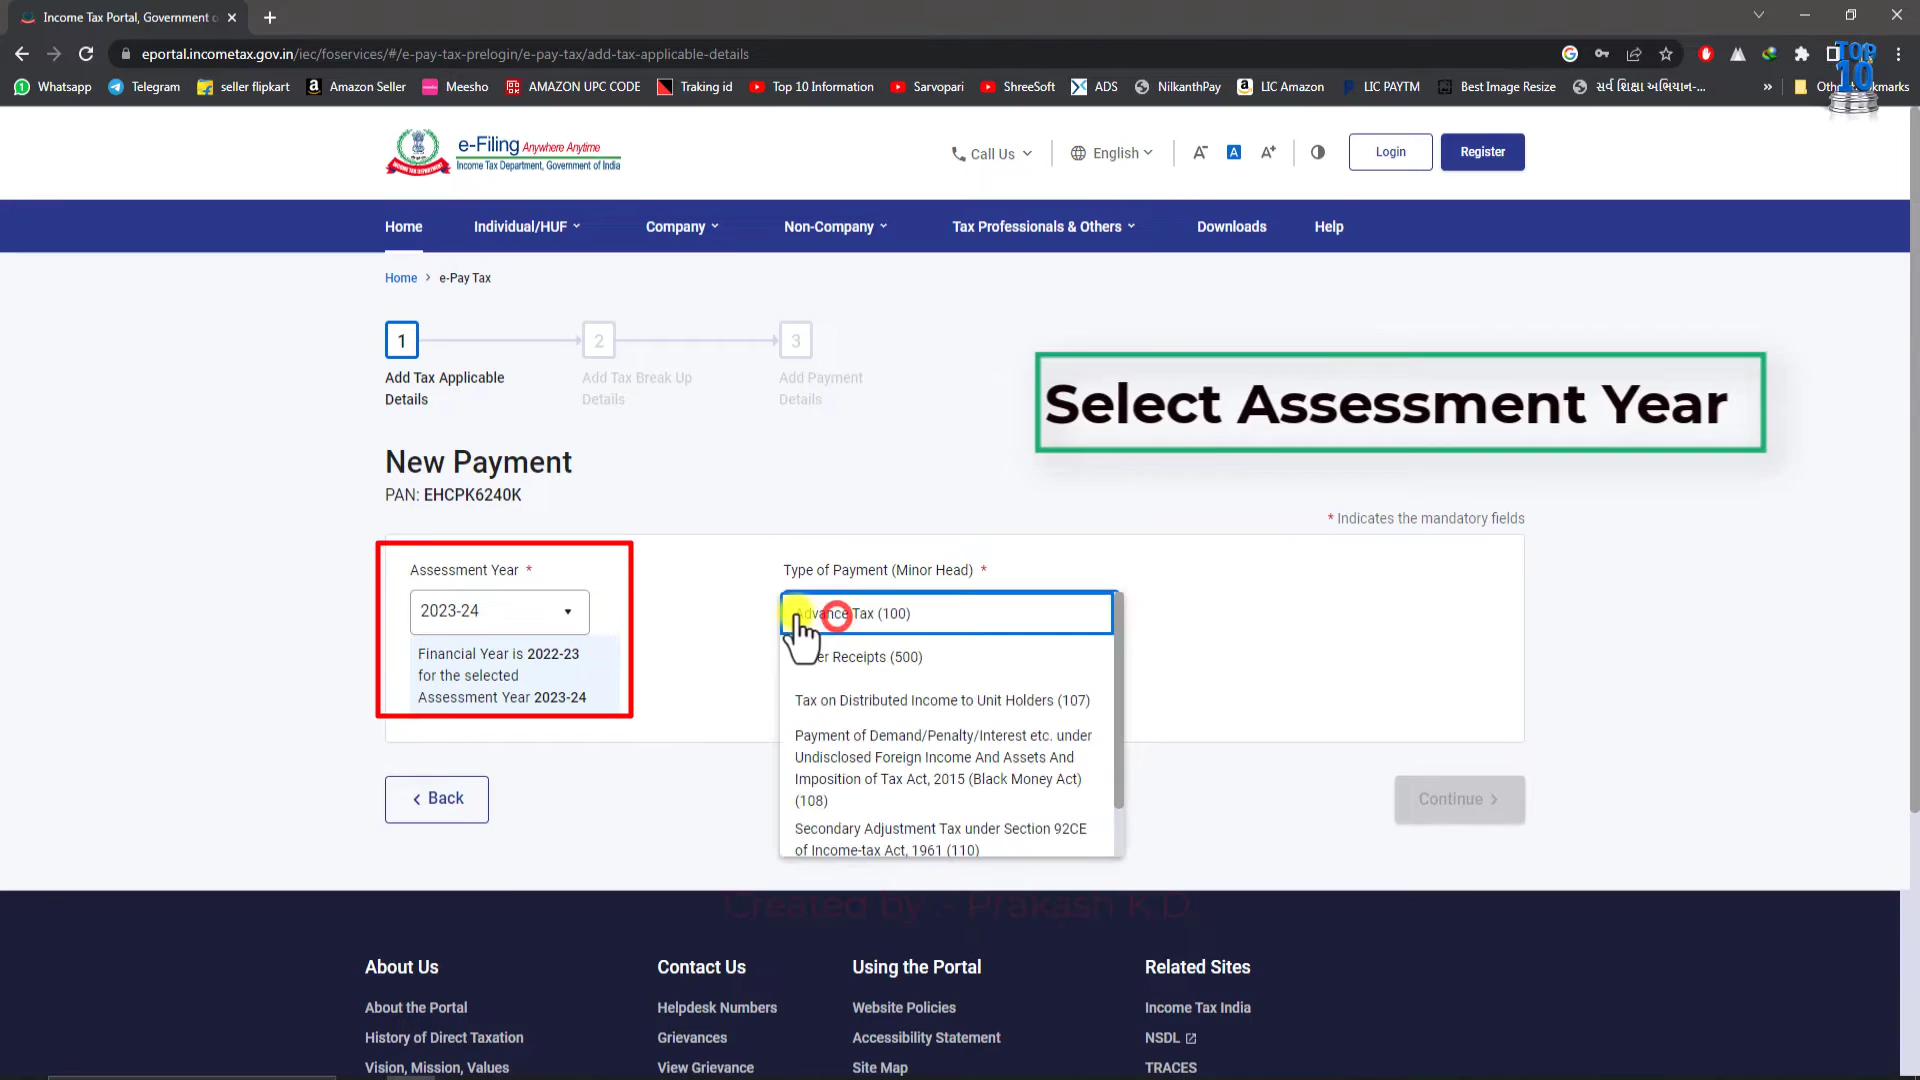 Income Tax Portal, Government o
eportal.incometax.gov.in/iec/foservices/#/e-pay-tax-prelogin/e-pay-tax/add-tax-applicable-details
Whatsapp Telegram seller flipkart Amazon Seller Meesho AMAZON UPC CODE Traking id Top 10 Information Sarvopari ShreeSoft ADS NilkanthPay LIC Amazon LIC PAYTM Best Image Resize સર્વ શિક્ષા અભિયાન-...
TOP
10
e-Filing Anywhere Anytime
Income Tax Department, Government of India
Call Us English A- A A+ Login Register
Home Individual/HUF Company Non-Company Tax Professionals & Others Downloads Help
Home > e-Pay Tax
1 2 3
Add Tax Applicable Details
Add Tax Break Up Details
Add Payment Details
Select Assessment Year
New Payment
PAN: EHCPK6240K
* Indicates the mandatory fields
Assessment Year *
2023-24
Financial Year is 2022-23
for the selected
Assessment Year 2023-24
Type of Payment (Minor Head) *
Advance Tax (100)
Receipts (500)
Tax on Distributed Income to Unit Holders (107)
Payment of Demand/Penalty/Interest etc. under
Undisclosed Foreign Income And Assets And
Imposition of Tax Act, 2015 (Black Money Act)
(108)
Secondary Adjustment Tax under Section 92CE
of Income-tax Act, 1961 (110)
< Back
Continue >
Created by :- Prakash K.D.
About Us Contact Us Using the Portal Related Sites
About the Portal Helpdesk Numbers Website Policies Income Tax India
History of Direct Taxation Grievances Accessibility Statement NSDL
Vision, Mission, Values View Grievance Site Map TRACES